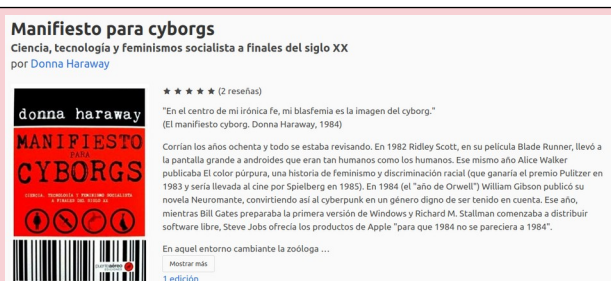 Manifiesto para cyborgs
Ciencia, tecnología y feminismos socialista a finales del siglo XX
por Donna Haraway
★ ★ ★ ★ ★ (2 reseñas)
"En el centro de mi irónica fe, mi blasfemia es la imagen del cyborg."
(El manifiesto cyborg. Donna Haraway, 1984)
Corrían los años ochenta y todo se estaba revisando. En 1982 Ridley Scott, en su película Blade Runner, llevó a
la pantalla grande a androides que eran tan humanos como los humanos. Ese mismo año Alice Walker
publicaba El color púrpura, una historia de feminismo y discriminación racial (que ganaría el premio Pulitzer en
1983 y sería llevada al cine por Spielberg en 1985). En 1984 (el "año de Orwell") William Gibson publicó su
novela Neuromante, convirtiendo así al cyberpunk en un género digno de ser tenido en cuenta. Ese año,
mientras Bill Gates preparaba la primera versión de Windows y Richard M. Stallman comenzaba a distribuir
software libre, Steve Jobs ofrecía los productos de Apple "para que 1984 no se pareciera a 1984".
En aquel entorno cambiante la zoóloga …
Mostrar más
1 edición
donna haraway
MANIFIESTO
PARA
CYBORGS
CIENCIA, TECNOLOGÍA Y FEMINISMO SOCIALISTA
A FINALES DEL SIGLO XX